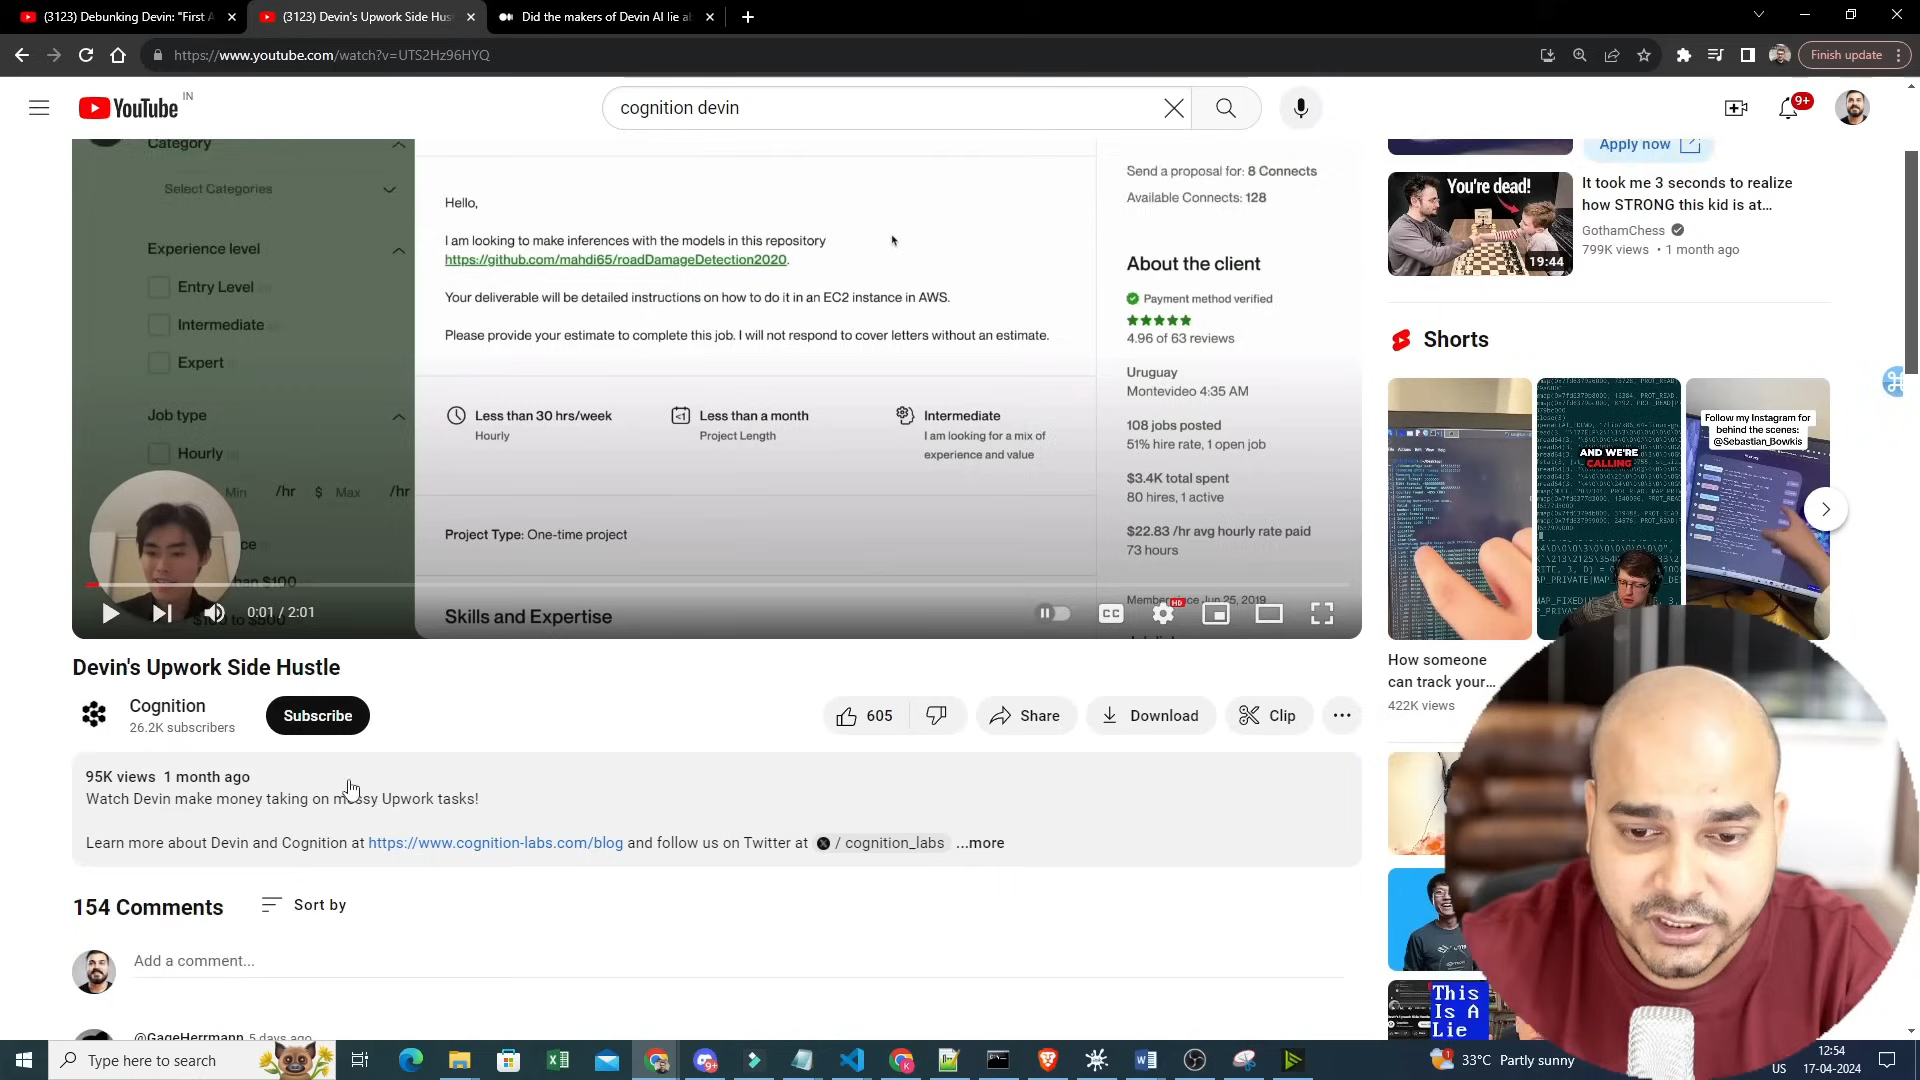 (3123) Debunking Devin: "First A
(3123) Devin's Upwork Side Hus
Did the makers of Devin AI lie a
https://www.youtube.com/watch?v=UTS2Hz96HYQ
Finish update
YouTube
IN
cognition devin
9+
Category
Select Categories
Experience level
Entry Level
Intermediate
Expert
Job type
Hourly
Min /hr $ Max /hr
Hello,
I am looking to make inferences with the models in this repository
https://github.com/mahdi65/roadDamageDetection2020.
Your deliverable will be detailed instructions on how to do it in an EC2 instance in AWS.
Please provide your estimate to complete this job. I will not respond to cover letters without an estimate.
Less than 30 hrs/week
Hourly
Less than a month
Project Length
Intermediate
I am looking for a mix of
experience and value
Project Type: One-time project
Skills and Expertise
Send a proposal for: 8 Connects
Available Connects: 128
About the client
Payment method verified
4.96 of 63 reviews
Uruguay
Montevideo 4:35 AM
108 jobs posted
51% hire rate, 1 open job
$3.4K total spent
80 hires, 1 active
$22.83 /hr avg hourly rate paid
73 hours
Member since Jun 25, 2019
0:01 / 2:01
CC
HD
Devin's Upwork Side Hustle
Cognition
26.2K subscribers
Subscribe
605
Share
Download
Clip
95K views 1 month ago
Watch Devin make money taking on messy Upwork tasks!
Learn more about Devin and Cognition at https://www.cognition-labs.com/blog and follow us on Twitter at / cognition_labs ...more
154 Comments
Sort by
Add a comment...
@GageHerrmann 5 days ago
Apply now
You're dead!
19:44
It took me 3 seconds to realize
how STRONG this kid is at...
GothamChess
799K views • 1 month ago
Shorts
AND WE'RE
CALLING
Follow my Instagram for
behind the scenes:
@Sebastian_Bowkis
How someone
can track your...
422K views
This
Is A
Lie
Type here to search
9+
33°C Partly sunny
US
12:54
17-04-2024